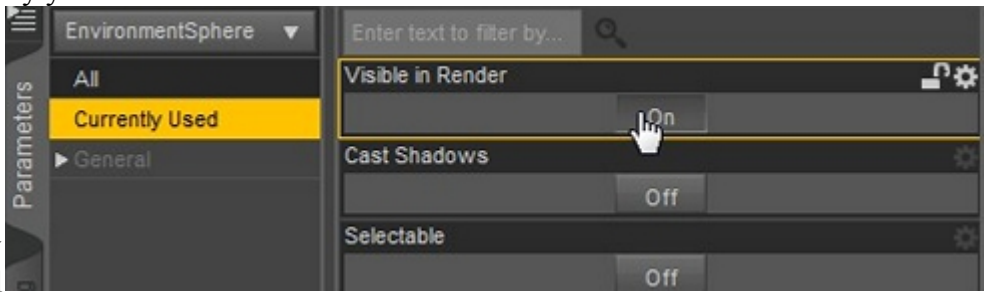 EnvironmentSphere
Enter text to filter by...
All
Currently Used
General
Parameters
Visible in Render
On
Cast Shadows
Off
Selectable
Off